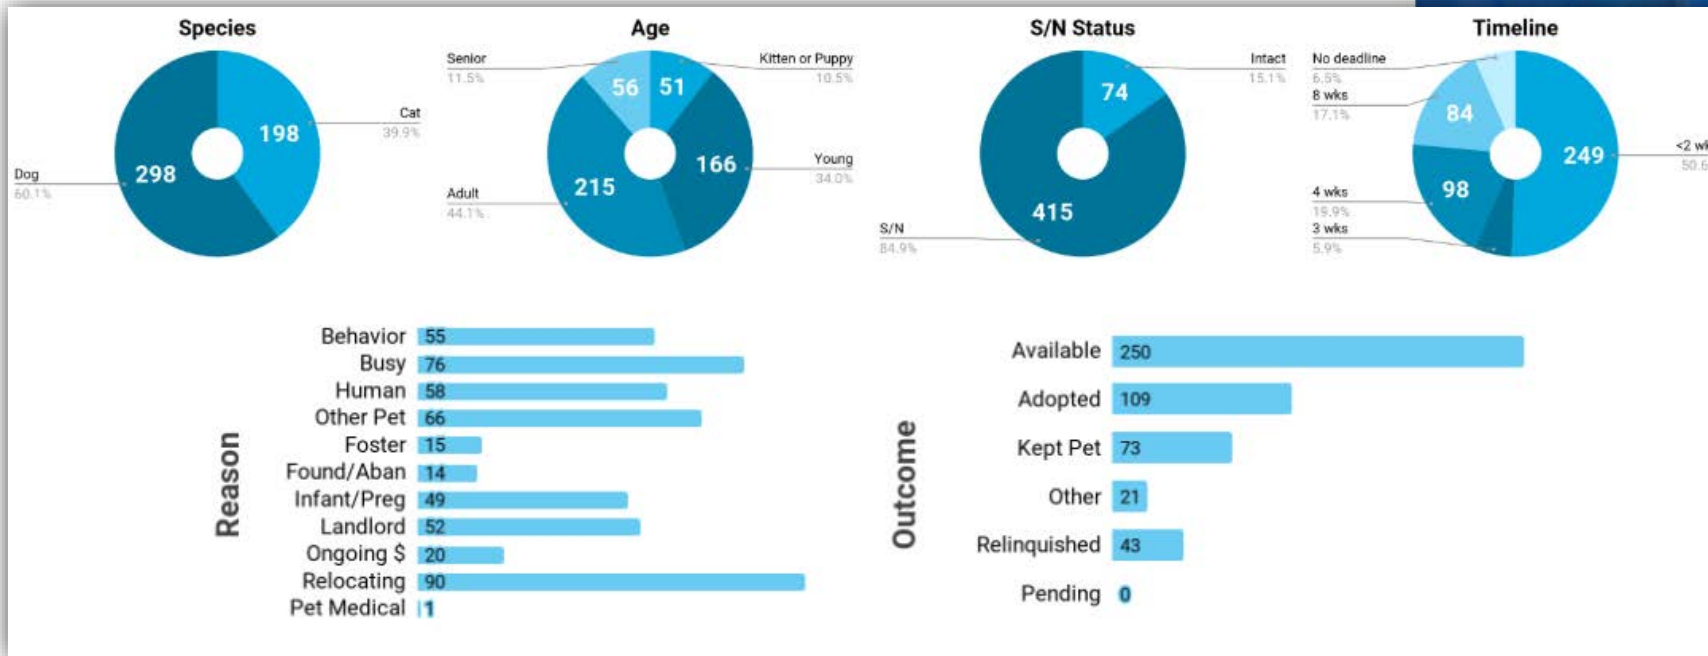 Species
Age
S/N Status
Timeline
Dog
60.1%
298
198
Cat
39.9%
Senior
11.5%
56
51
Kitten or Puppy
10.5%
166
Young
34.0%
215
Adult
44.1%
74
Intact
15.1%
415
S/N
84.9%
No deadline
6.5%
8 wks
17.1%
84
249
<2 wk
50.6
98
4 wks
19.9%
3 wks
5.9%
Reason
Behavior 55
Busy 76
Human 58
Other Pet 66
Foster 15
Found/Aban 14
Infant/Preg 49
Landlord 52
Ongoing $ 20
Relocating 90
Pet Medical 1
Outcome
Available 250
Adopted 109
Kept Pet 73
Other 21
Relinquished 43
Pending 0